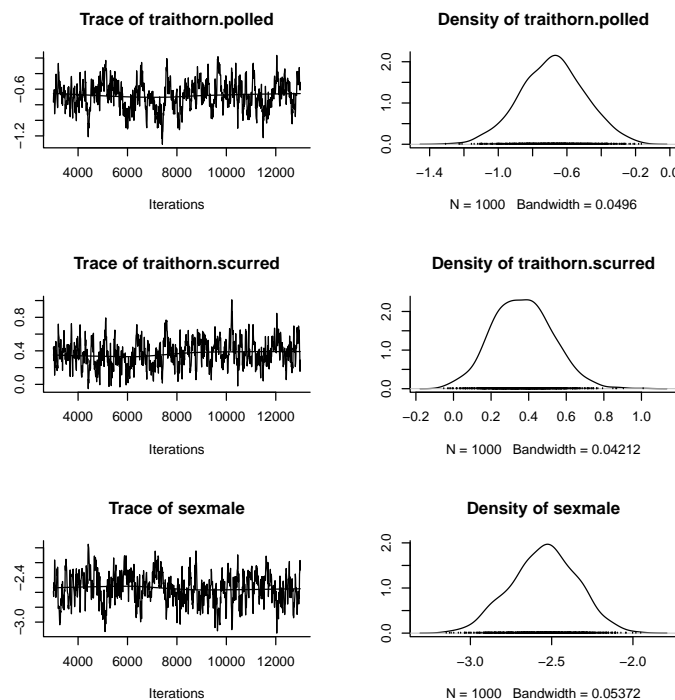 Trace of traithorn.polled
−0.6
−1.2
4000 6000 8000 10000 12000
Iterations
Density of traithorn.polled
2.0
1.0
0.0
−1.4 −1.0 −0.6 −0.2 0.0
N = 1000 Bandwidth = 0.0496
Trace of traithorn.scurred
0.8
0.4
0.0
4000 6000 8000 10000 12000
Iterations
Density of traithorn.scurred
2.0
1.0
0.0
−0.2 0.0 0.2 0.4 0.6 0.8 1.0
N = 1000 Bandwidth = 0.04212
Trace of sexmale
−2.4
−3.0
4000 6000 8000 10000 12000
Iterations
Density of sexmale
2.0
1.0
0.0
−3.0 −2.5 −2.0
N = 1000 Bandwidth = 0.05372